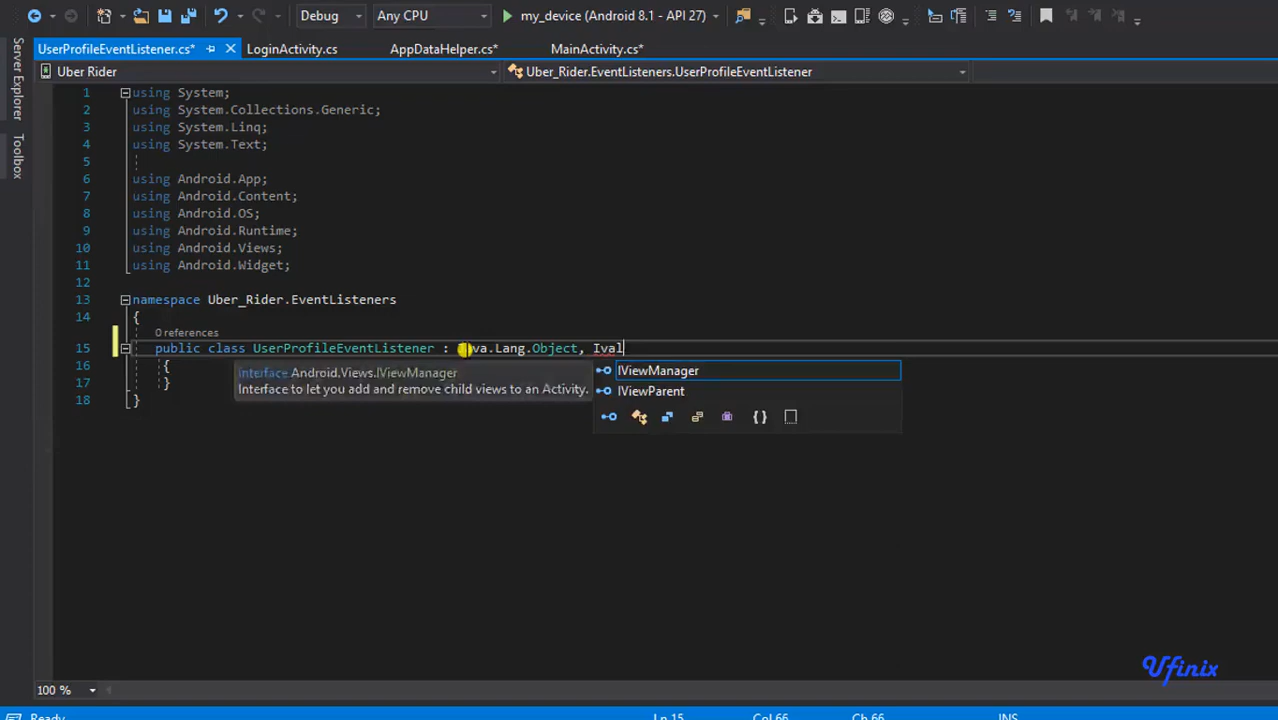 Debug Any CPU my_device (Android 8.1 - API 27)
UserProfileEventListener.cs* LoginActivity.cs AppDataHelper.cs* MainActivity.cs*
Uber Rider Uber_Rider.EventListeners.UserProfileEventListener
Server Explorer
Toolbox
1 using System;
2 using System.Collections.Generic;
3 using System.Linq;
4 using System.Text;
5
6 using Android.App;
7 using Android.Content;
8 using Android.OS;
9 using Android.Runtime;
10 using Android.Views;
11 using Android.Widget;
12
13 namespace Uber_Rider.EventListeners
14 {
0 references
15 public class UserProfileEventListener : va.Lang.Object, Ival
16 {
17 }
18 }
interface Android.Views.IViewManager
Interface to let you add and remove child views to an Activity.
IViewManager
IViewParent
{ }
Ufinix
100 %
Ready Ln 15 Col 66 Ch 66 INS